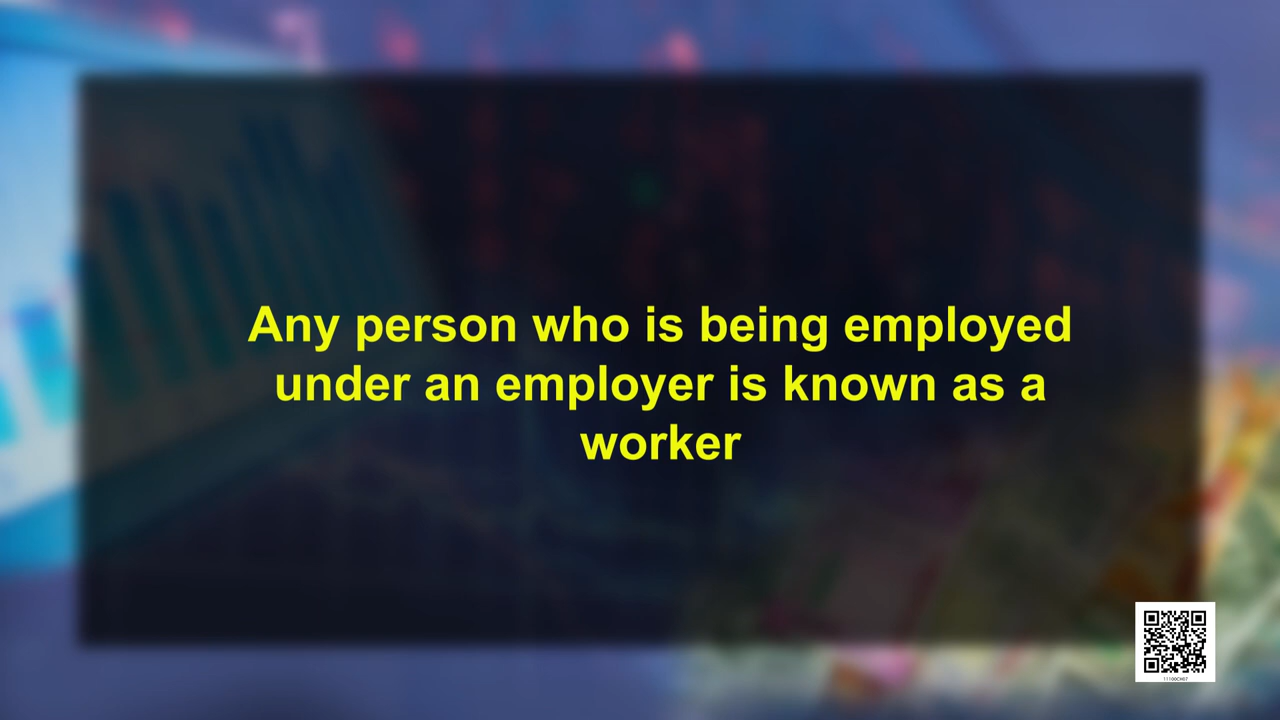 Any person who is being employed
under an employer is known as a
worker